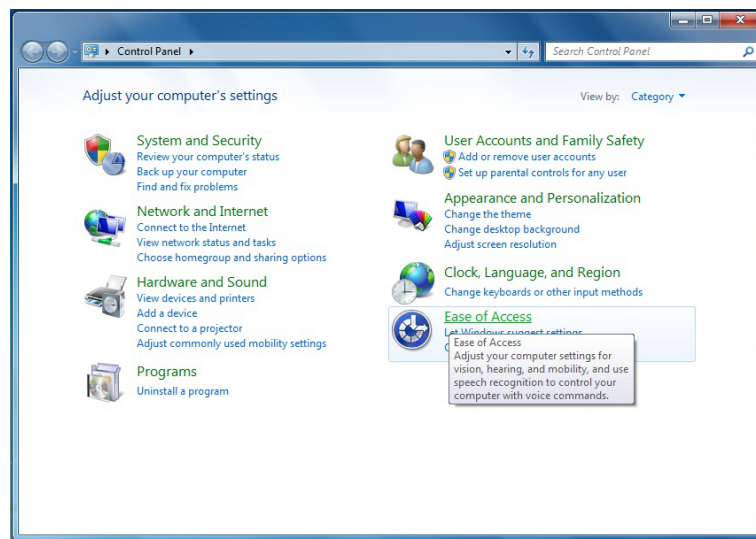 Control Panel
Search Control Panel
Adjust your computer's settings
View by: Category
System and Security
Review your computer's status
Back up your computer
Find and fix problems
Network and Internet
Connect to the Internet
View network status and tasks
Choose homegroup and sharing options
Hardware and Sound
View devices and printers
Add a device
Connect to a projector
Adjust commonly used mobility settings
Programs
Uninstall a program
User Accounts and Family Safety
Add or remove user accounts
Set up parental controls for any user
Appearance and Personalization
Change the theme
Change desktop background
Adjust screen resolution
Clock, Language, and Region
Change keyboards or other input methods
Ease of Access
Let Windows suggest settings
Ease of Access
Adjust your computer settings for
vision, hearing, and mobility, and use
speech recognition to control your
computer with voice commands.